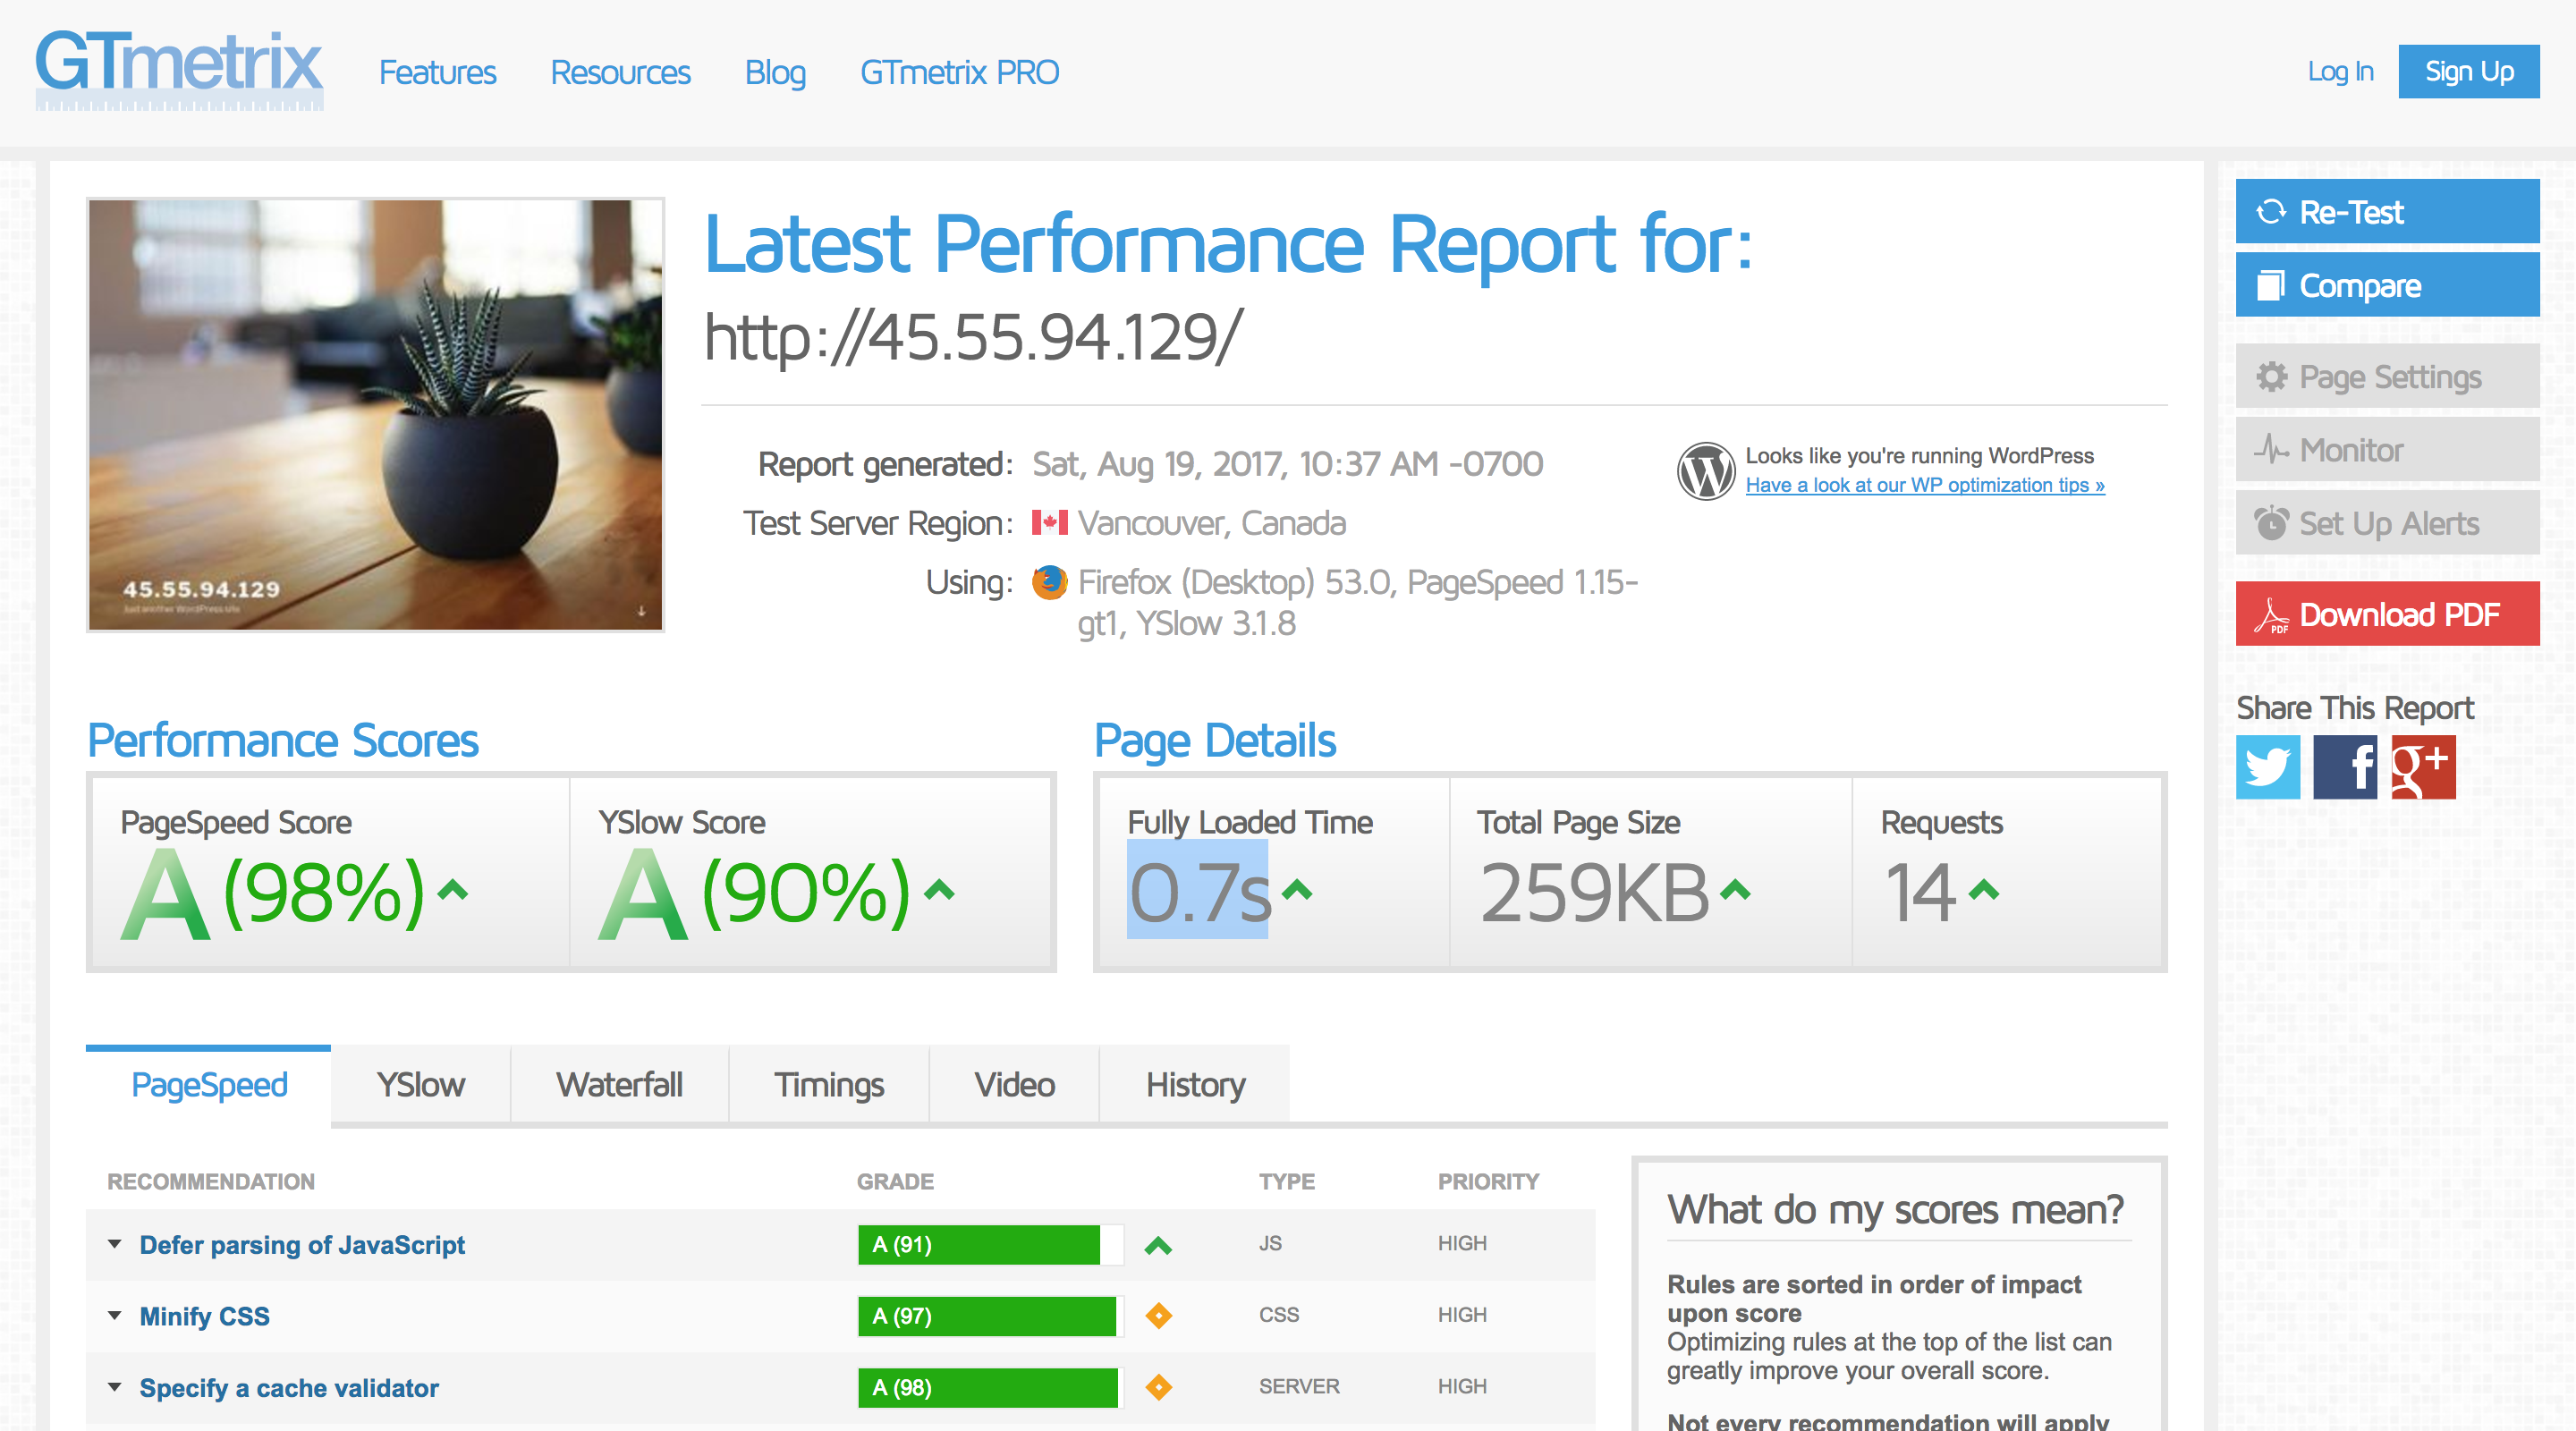 GTmetrix
Features Resources Blog GTmetrix PRO
Log In Sign Up
Latest Performance Report for:
http://45.55.94.129/
Report generated: Sat, Aug 19, 2017, 10:37 AM -0700
Test Server Region: Vancouver, Canada
Using: Firefox (Desktop) 53.0, PageSpeed 1.15-
gt1, YSlow 3.1.8
Looks like you're running WordPress
Have a look at our WP optimization tips »
45.55.94.129
Just another WordPress site
Re-Test
Compare
Page Settings
Monitor
Set Up Alerts
PDF Download PDF
Share This Report
f g+
Performance Scores
PageSpeed Score
A (98%)
YSlow Score
A (90%)
Page Details
Fully Loaded Time
0.7s
Total Page Size
259KB
Requests
14
PageSpeed YSlow Waterfall Timings Video History
RECOMMENDATION GRADE TYPE PRIORITY
Defer parsing of JavaScript A (91) JS HIGH
Minify CSS A (97) CSS HIGH
Specify a cache validator A (98) SERVER HIGH
What do my scores mean?
Rules are sorted in order of impact
upon score
Optimizing rules at the top of the list can
greatly improve your overall score.
Not every recommendation will apply